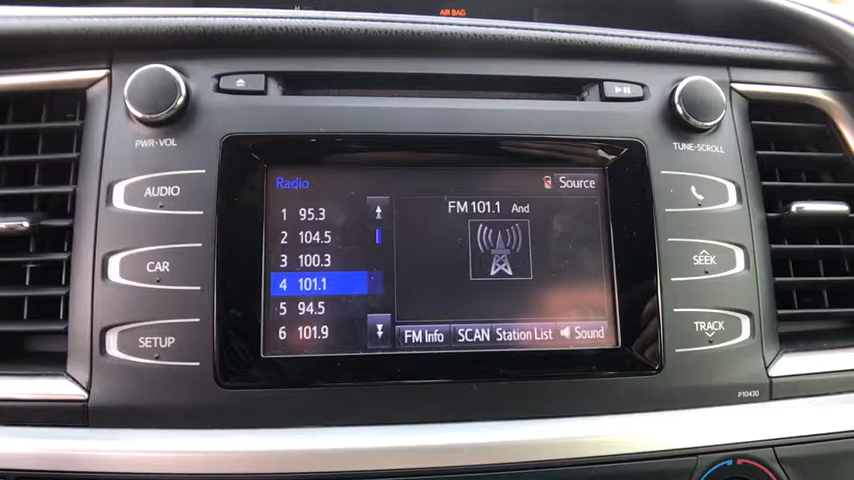 AIR BAG
PWR•VOL
TUNE•SCROLL
AUDIO
CAR
SETUP
Radio
Source
1 95.3
2 104.5
3 100.3
4 101.1
5 94.5
6 101.9
FM 101.1 And
FM Info
SCAN
Station List
Sound
SEEK
TRACK
P10430